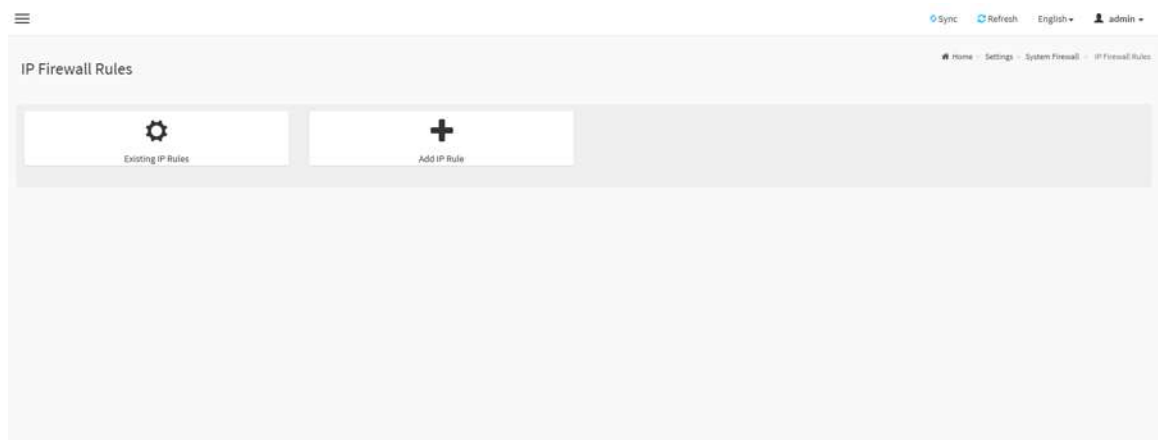 Sync Refresh English admin
IP Firewall Rules
Home Settings System Firewall IP Firewall Rules
Existing IP Rules
Add IP Rule